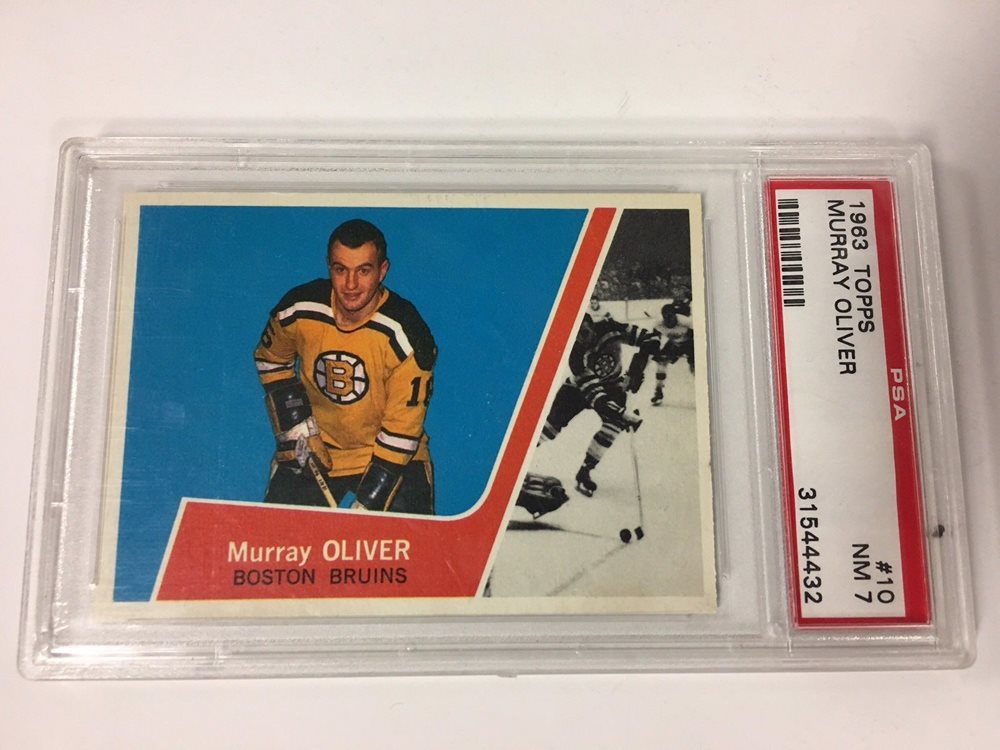 Murray OLIVER
BOSTON BRUINS
B
1963 TOPPS
#10
MURRAY OLIVER
NM 7
31544432
PSA